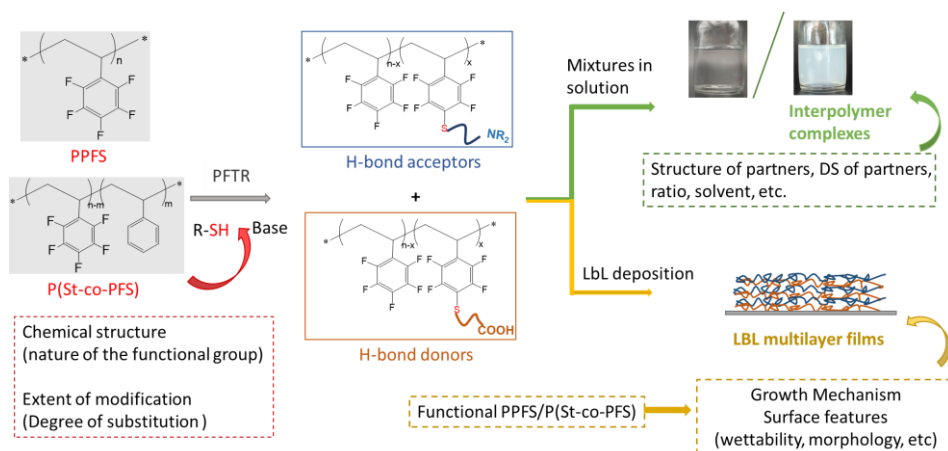 *
n
*
F
F
F
F
F
PPFS
*
n-m
m
*
F
F
F
F
F
P(St-co-PFS)
PFTR
R-SH
Base
Chemical structure
(nature of the functional group)
Extent of modification
(Degree of substitution )
*
n-x
x
*
F
F
F
F
F
F
F
F
F
S
NR2
H-bond acceptors
+
*
n-x
x
*
F
F
F
F
F
F
F
F
F
S
COOH
H-bond donors
Mixtures in
solution
Interpolymer
complexes
Structure of partners, DS of partners,
ratio, solvent, etc.
LbL deposition
LBL multilayer films
Functional PPFS/P(St-co-PFS)
Growth Mechanism
Surface features
(wettability, morphology, etc)